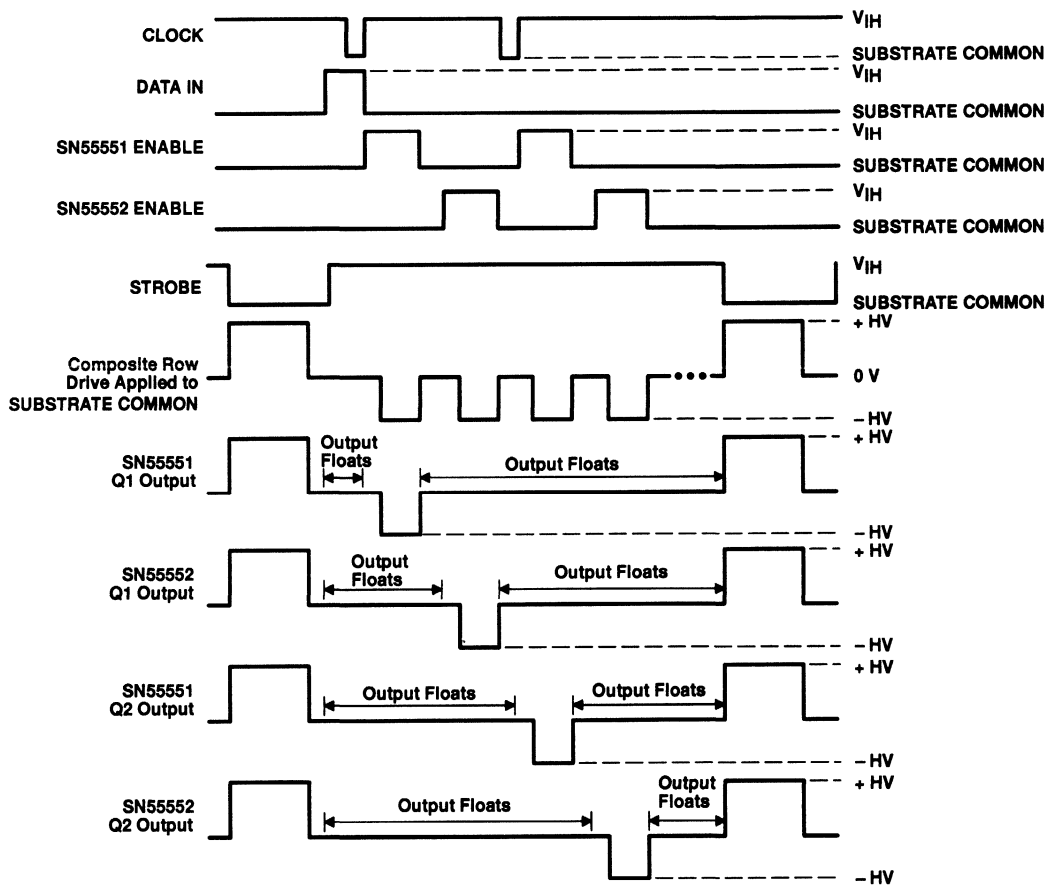 CLOCK
VIH
SUBSTRATE COMMON
DATA IN
VIH
SUBSTRATE COMMON
SN55551 ENABLE
VIH
SUBSTRATE COMMON
SN55552 ENABLE
VIH
SUBSTRATE COMMON
STROBE
VIH
SUBSTRATE COMMON
Composite Row
Drive Applied to
SUBSTRATE COMMON
+ HV
0 V
– HV
SN55551
Q1 Output
Output
Floats
Output Floats
+ HV
– HV
SN55552
Q1 Output
Output
Floats
Output Floats
+ HV
– HV
SN55551
Q2 Output
Output Floats
Output Floats
+ HV
– HV
SN55552
Q2 Output
Output Floats
Output
Floats
+ HV
– HV